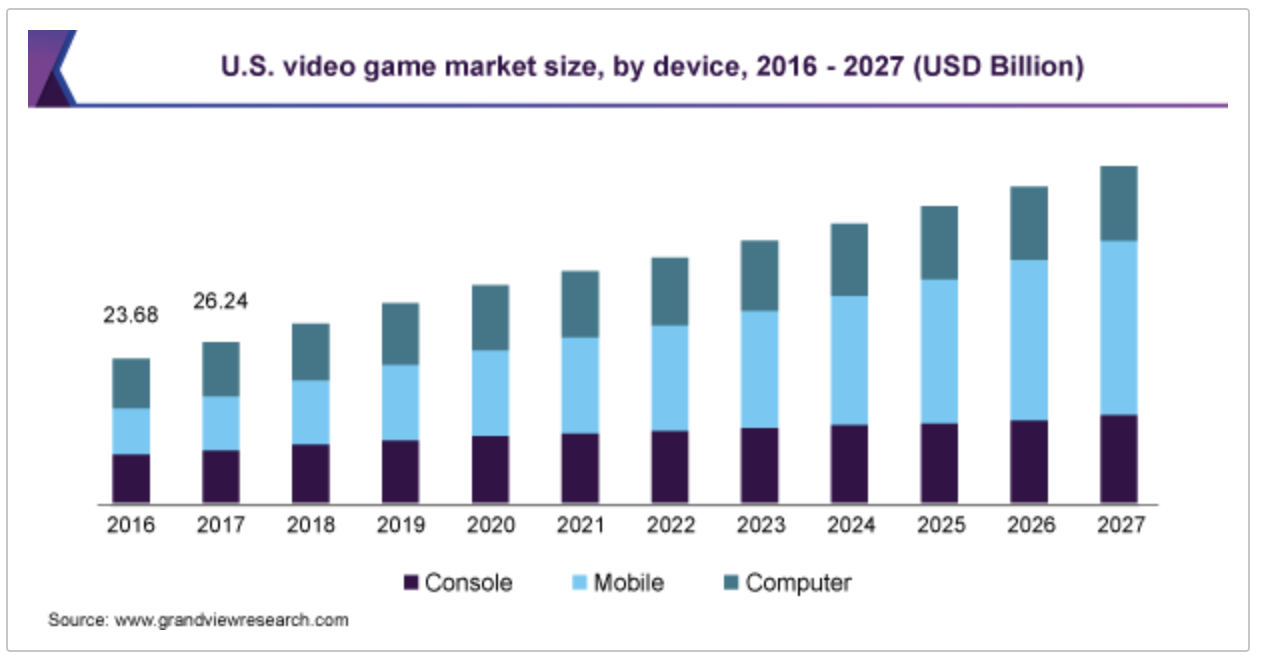 U.S. video game market size, by device, 2016 - 2027 (USD Billion)
23.68
26.24
2016 2017 2018 2019 2020 2021 2022 2023 2024 2025 2026 2027
Console Mobile Computer
Source: www.grandviewresearch.com